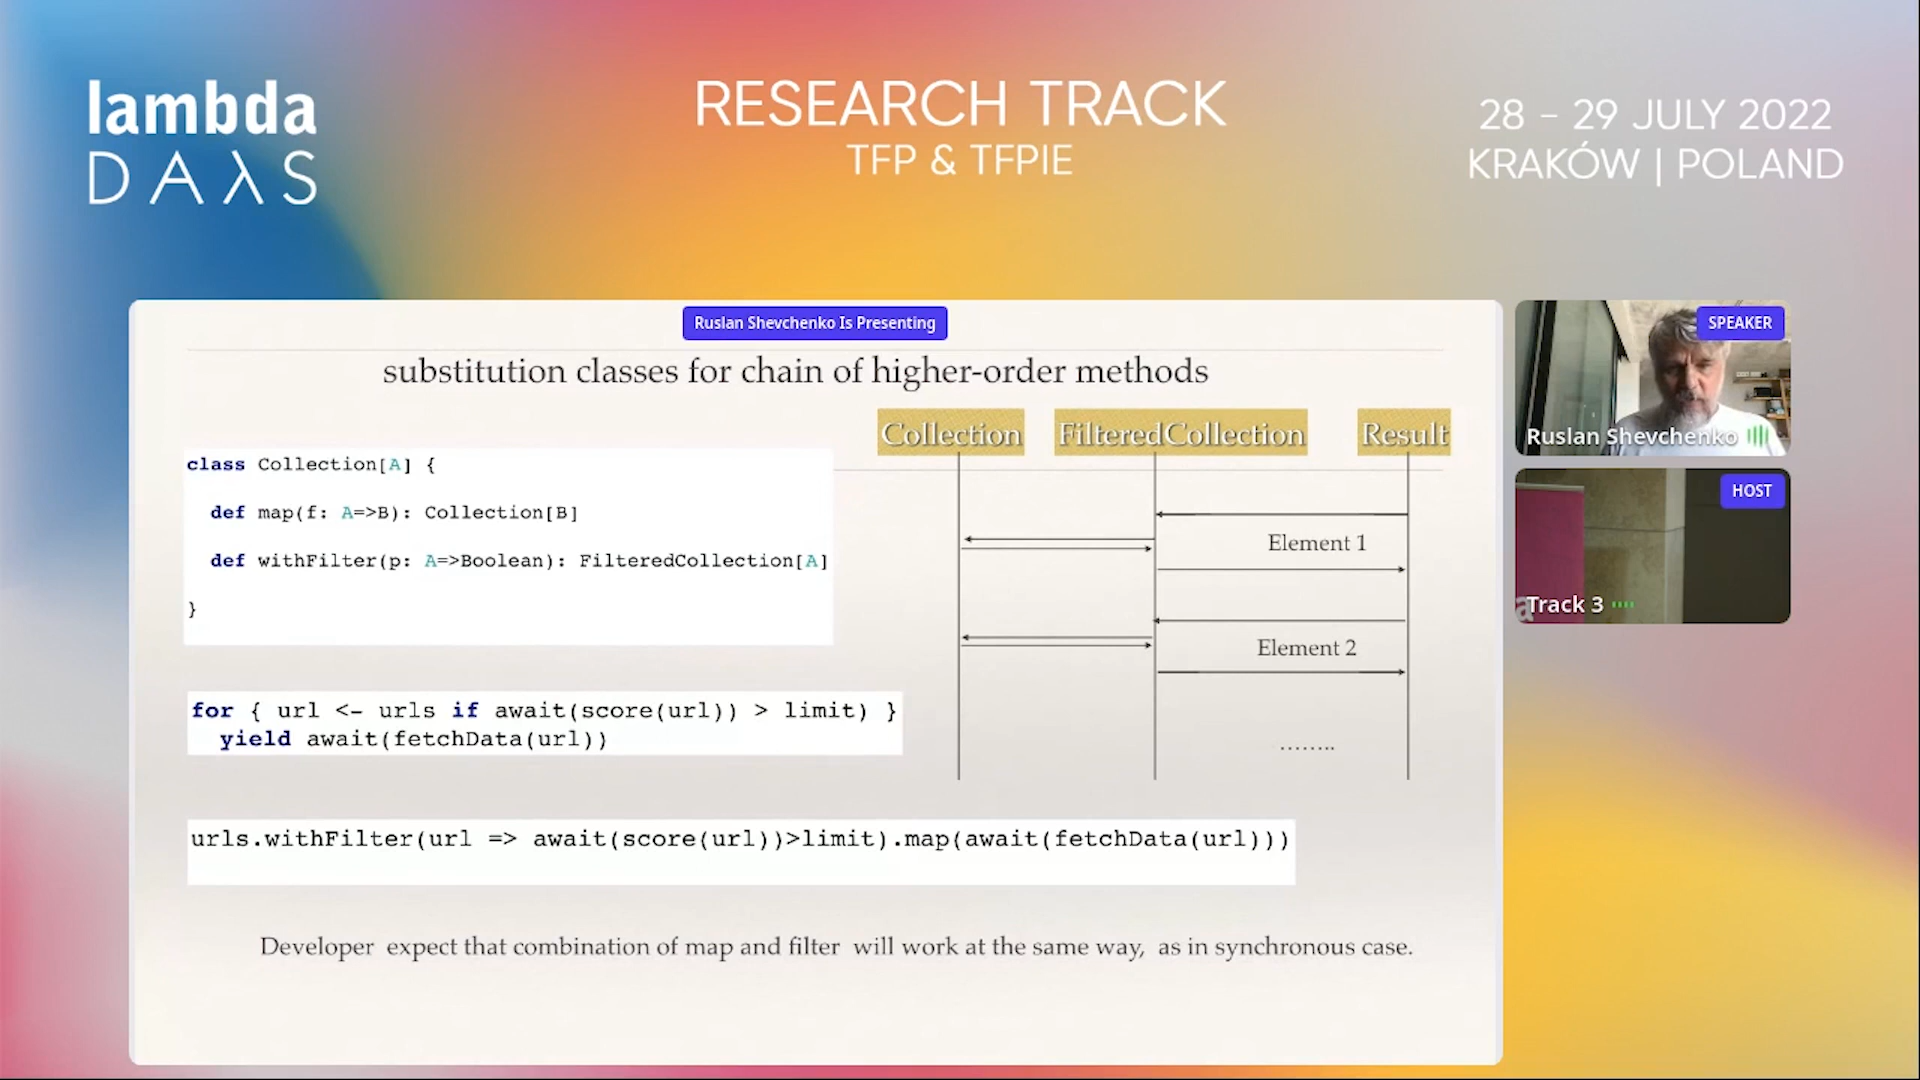 lambda
DAλS
RESEARCH TRACK
TFP & TFPIE
28 – 29 JULY 2022
KRAKÓW | POLAND
Ruslan Shevchenko Is Presenting
substitution classes for chain of higher-order methods
class Collection[A] {
def map(f: A=>B): Collection[B]
def withFilter(p: A=>Boolean): FilteredCollection[A]
}
Collection FilteredCollection Result
Element 1
Element 2
........
for { url <- urls if await(score(url)) > limit) }
yield await(fetchData(url))
urls.withFilter(url => await(score(url))>limit).map(await(fetchData(url)))
Developer expect that combination of map and filter will work at the same way, as in synchronous case.
SPEAKER
Ruslan Shevchenko
HOST
a
Track 3